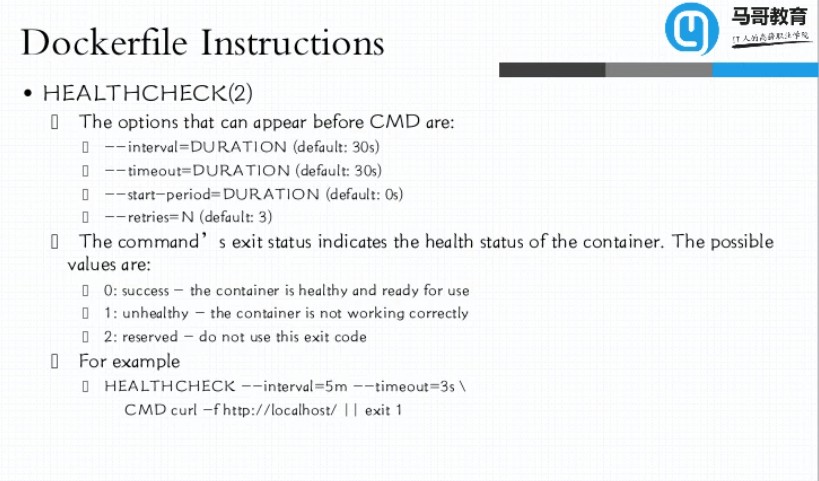 马哥教育
IT人的高薪职业学院
Dockerfile Instructions
• HEALTHCHECK(2)
The options that can appear before CMD are:
--interval=DURATION (default: 30s)
--timeout=DURATION (default: 30s)
--start-period=DURATION (default: 0s)
--retries=N (default: 3)
The command’s exit status indicates the health status of the container. The possible
values are:
0: success - the container is healthy and ready for use
1: unhealthy - the container is not working correctly
2: reserved - do not use this exit code
For example
HEALTHCHECK --interval=5m --timeout=3s \
CMD curl -f http://localhost/ || exit 1